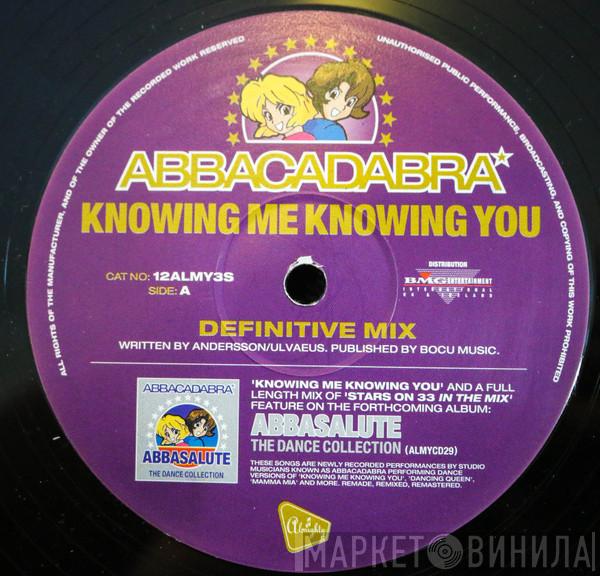 ALL RIGHTS OF THE MANUFACTURER, AND OF THE OWNER OF THE RECORDED WORK RESERVED
UNAUTHORISED PUBLIC PERFORMANCE, BROADCASTING, AND COPYING OF THIS WORK PROHIBITED
ABBACADABRA
KNOWING ME KNOWING YOU
CAT NO: 12ALMY3S
SIDE: A
DISTRIBUTION
BMG ENTERTAINMENT
INTERNATIONAL
UK & IRELAND
DEFINITIVE MIX
WRITTEN BY ANDERSSON/ULVAEUS. PUBLISHED BY BOCU MUSIC.
ABBACADABRA
ABBASALUTE
THE DANCE COLLECTION
'KNOWING ME KNOWING YOU' AND A FULL
LENGTH MIX OF 'STARS ON 33 IN THE MIX'
FEATURE ON THE FORTHCOMING ALBUM:
ABBASALUTE
THE DANCE COLLECTION (ALMYCD29)
THESE SONGS ARE NEWLY RECORDED PERFORMANCES BY STUDIO
MUSICIANS KNOWN AS ABBACADABRA PERFORMING DANCE
VERSIONS OF 'KNOWING ME KNOWING YOU', 'DANCING QUEEN',
'MAMMA MIA' AND MORE. REMADE, REMIXED, REMASTERED.
Almighty
МАРКЕТ ВИНИЛА